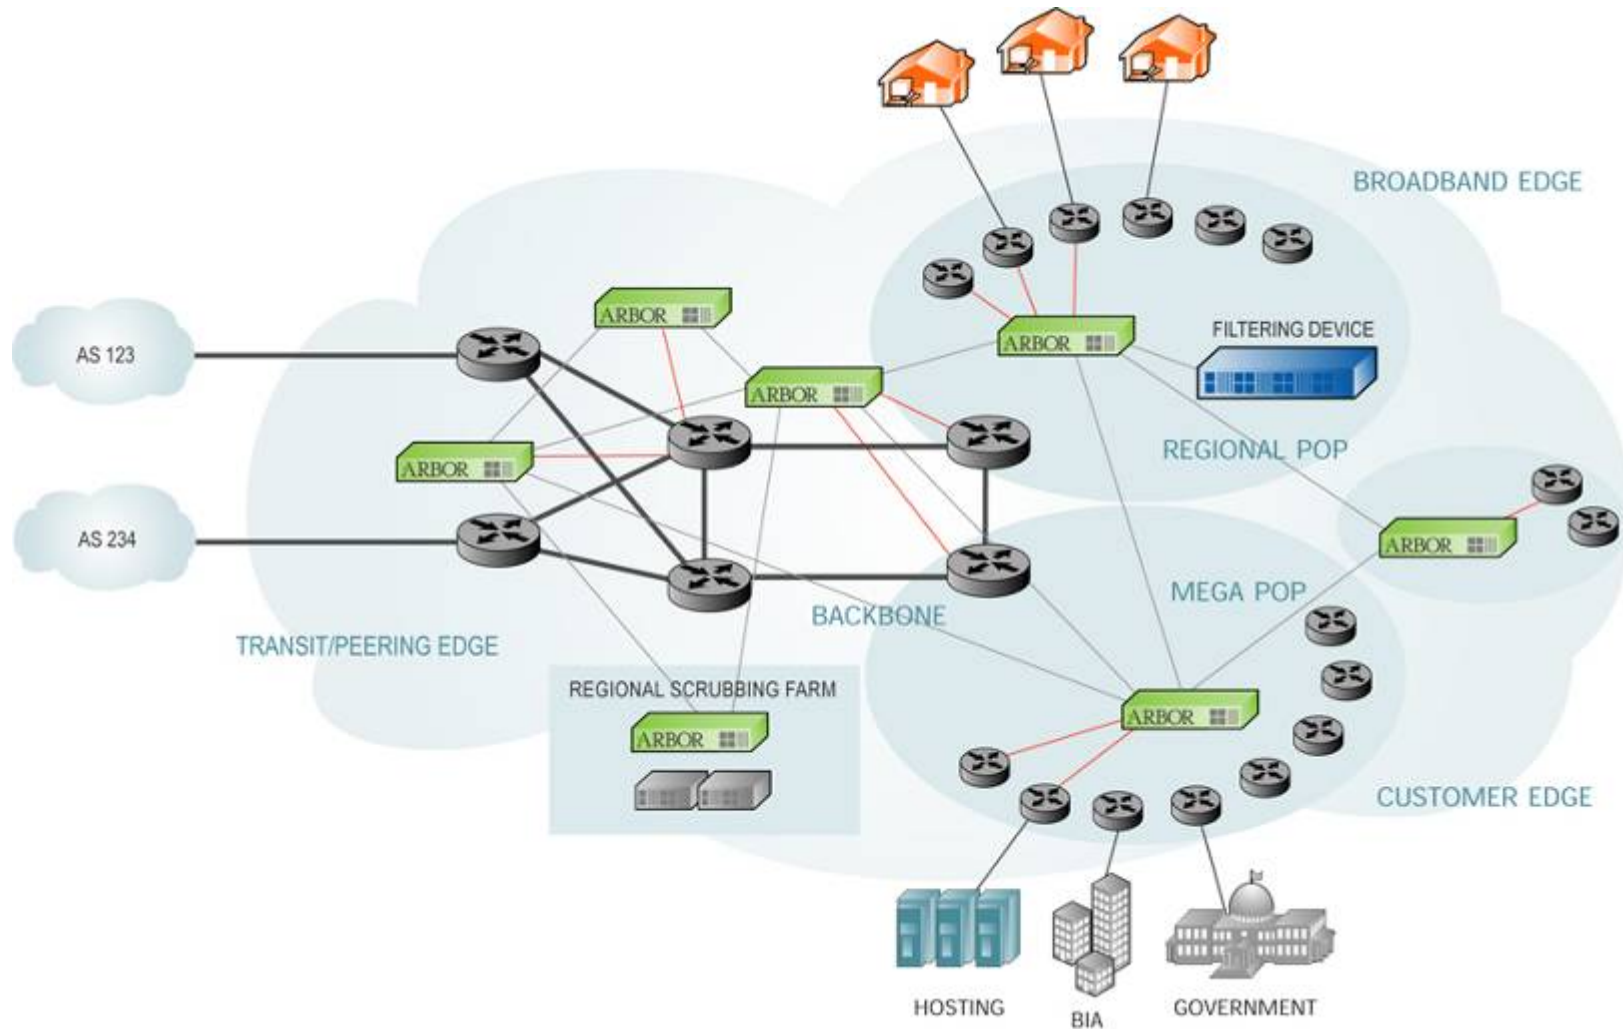 BROADBAND EDGE
ARBOR
FILTERING DEVICE
ARBOR
AS 123
ARBOR
REGIONAL POP
ARBOR
AS 234
ARBOR
MEGA POP
BACKBONE
TRANSIT/PEERING EDGE
REGIONAL SCRUBBING FARM
ARBOR
ARBOR
CUSTOMER EDGE
HOSTING
BIA
GOVERNMENT